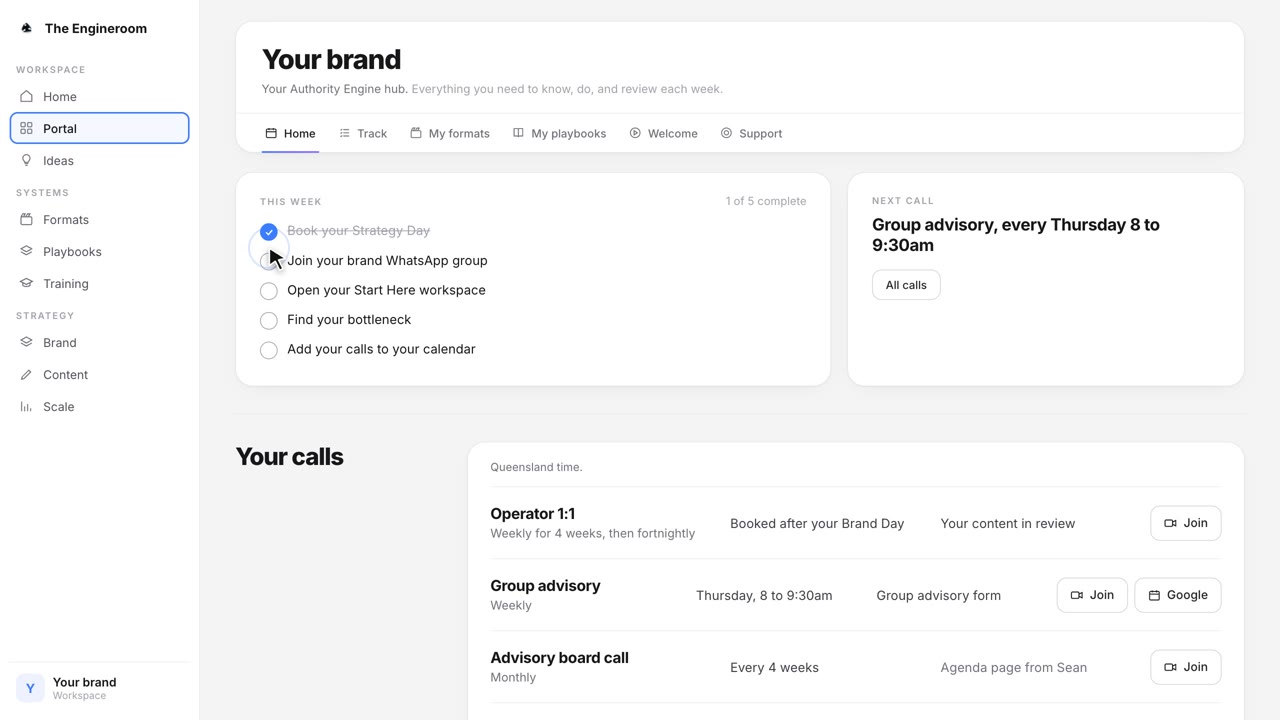 The Engineroom
WORKSPACE
Home
Portal
Ideas
SYSTEMS
Formats
Playbooks
Training
STRATEGY
Brand
Content
Scale
Y
Your brand
Workspace
Your brand
Your Authority Engine hub. Everything you need to know, do, and review each week.
Home Track My formats My playbooks Welcome Support
THIS WEEK 1 of 5 complete
Book your Strategy Day
Join your brand WhatsApp group
Open your Start Here workspace
Find your bottleneck
Add your calls to your calendar
NEXT CALL
Group advisory, every Thursday 8 to
9:30am
All calls
Your calls
Queensland time.
Operator 1:1
Weekly for 4 weeks, then fortnightly
Booked after your Brand Day
Your content in review
Join
Group advisory
Weekly
Thursday, 8 to 9:30am
Group advisory form
Join
Google
Advisory board call
Monthly
Every 4 weeks
Agenda page from Sean
Join